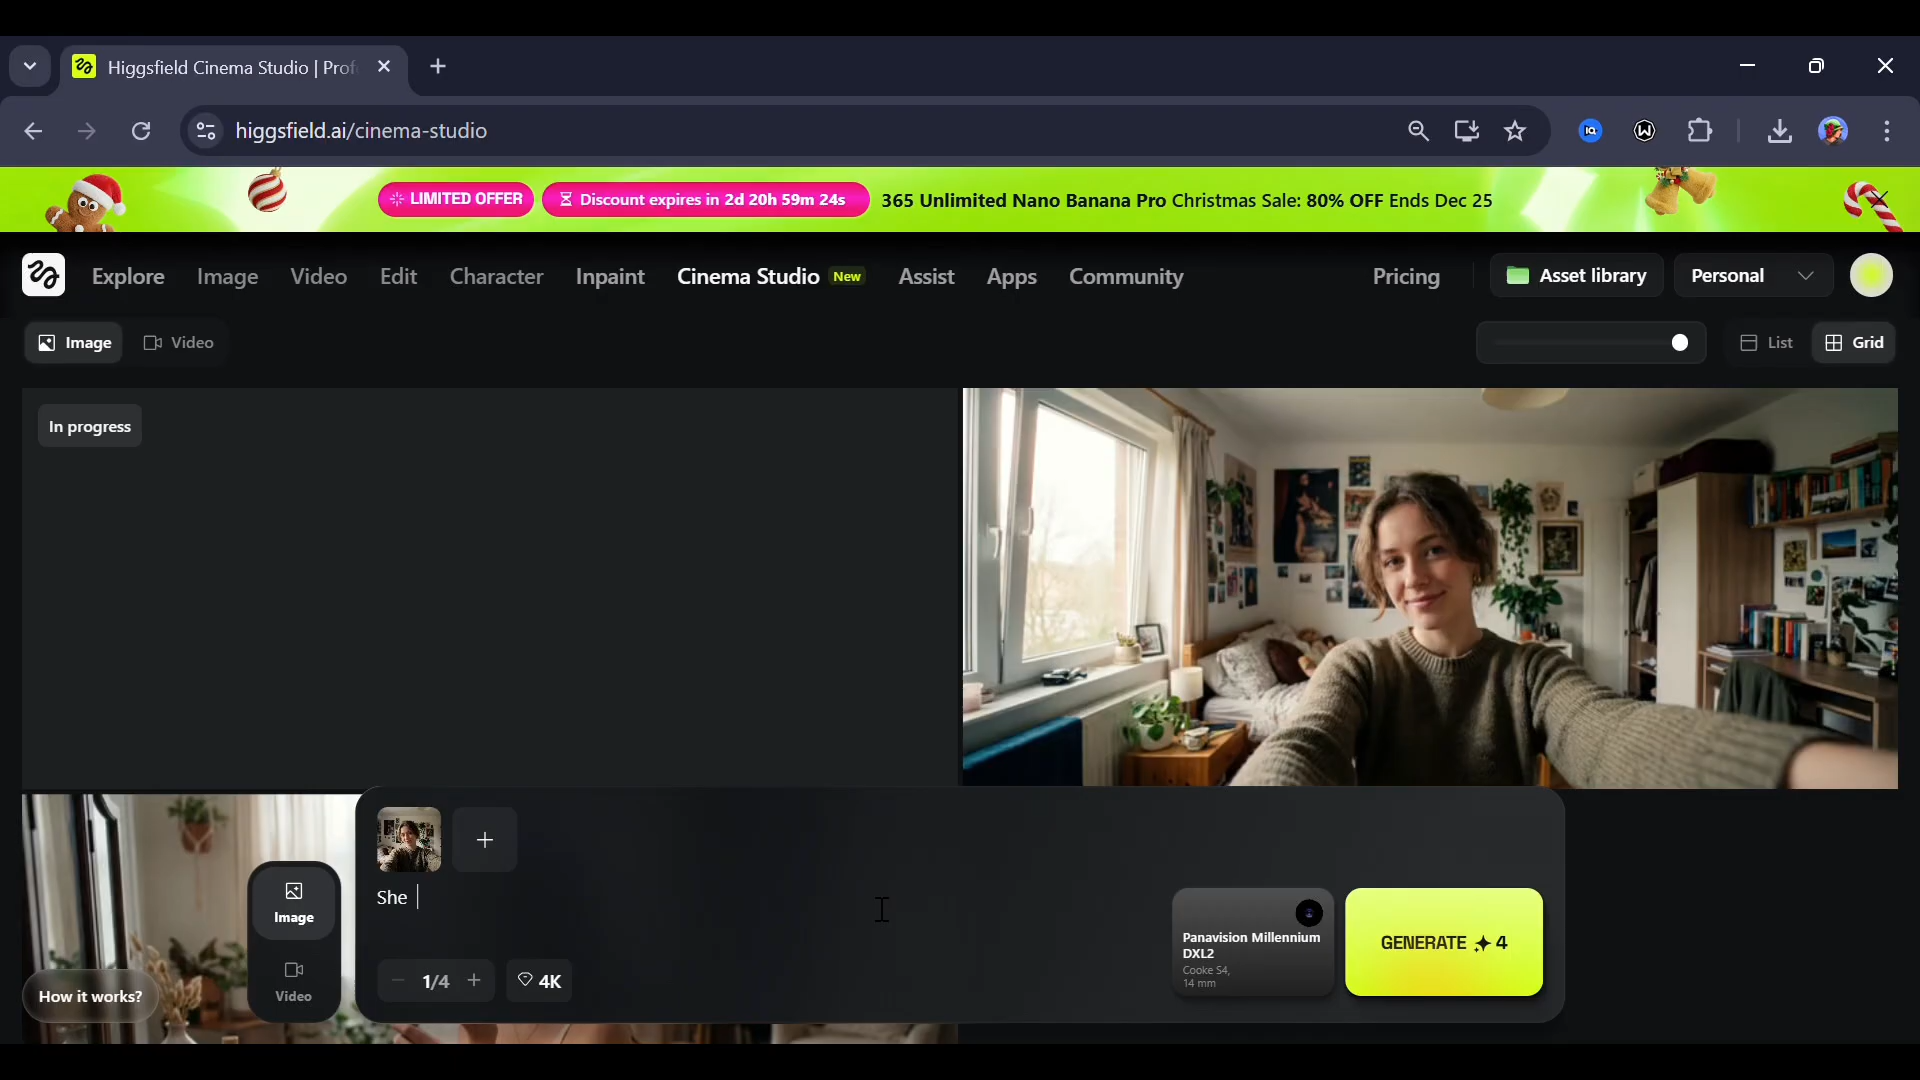 Higgsfield Cinema Studio | Prof
higgsfield.ai/cinema-studio
LIMITED OFFER
Discount expires in 2d 20h 59m 24s
365 Unlimited Nano Banana Pro Christmas Sale: 80% OFF Ends Dec 25
Explore
Image
Video
Edit
Character
Inpaint
Cinema Studio New
Assist
Apps
Community
Pricing
Asset library
Personal
Image
Video
List
Grid
In progress
She
Image
Video
How it works?
1/4
4K
Panavision Millennium
DXL2
Cooke S4,
14 mm
GENERATE 4